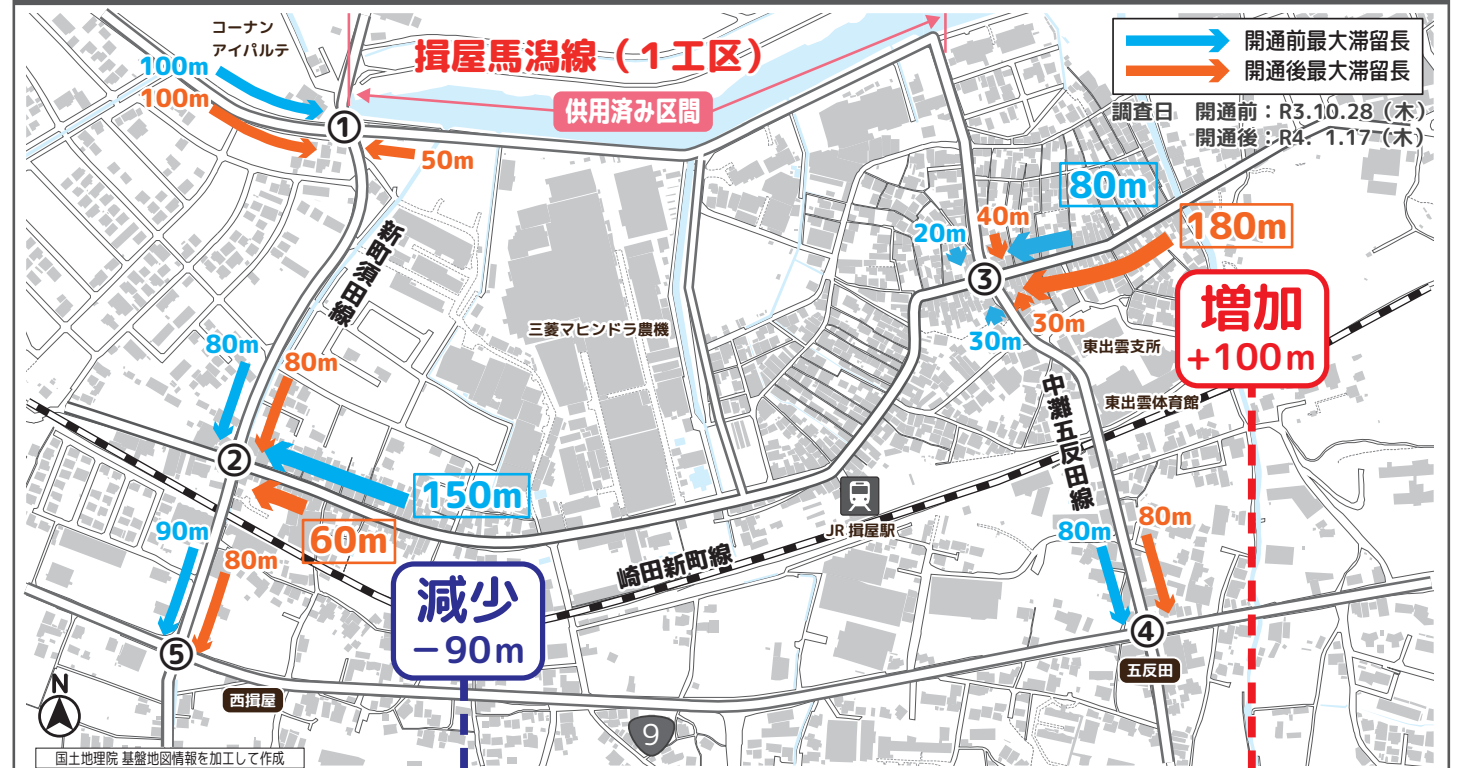 コーナン
アイパルテ
揖屋馬潟線（１工区）
供用済み区間
開通前最大滞留長
開通後最大滞留長
調査日　開通前：R3.10.28（木）
開通後：R4. 1.17（木）
100m
100m
①
50m
新町須田線
三菱マヒンドラ農機
80m
180m
40m
20m
③
30m
30m
増加
+100m
東出雲支所
東出雲体育館
中灘五反田線
80m
80m
②
150m
60m
JR 揖屋駅
崎田新町線
90m
80m
減少
－90m
80m
80m
④
五反田
⑤
西揖屋
9
N
国土地理院 基盤地図情報を加工して作成